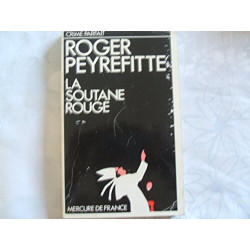 CRIME PARFAIT
ROGER
PEYREFITTE
LA
SOUTANE
ROUGE
MERCURE DE FRANCE